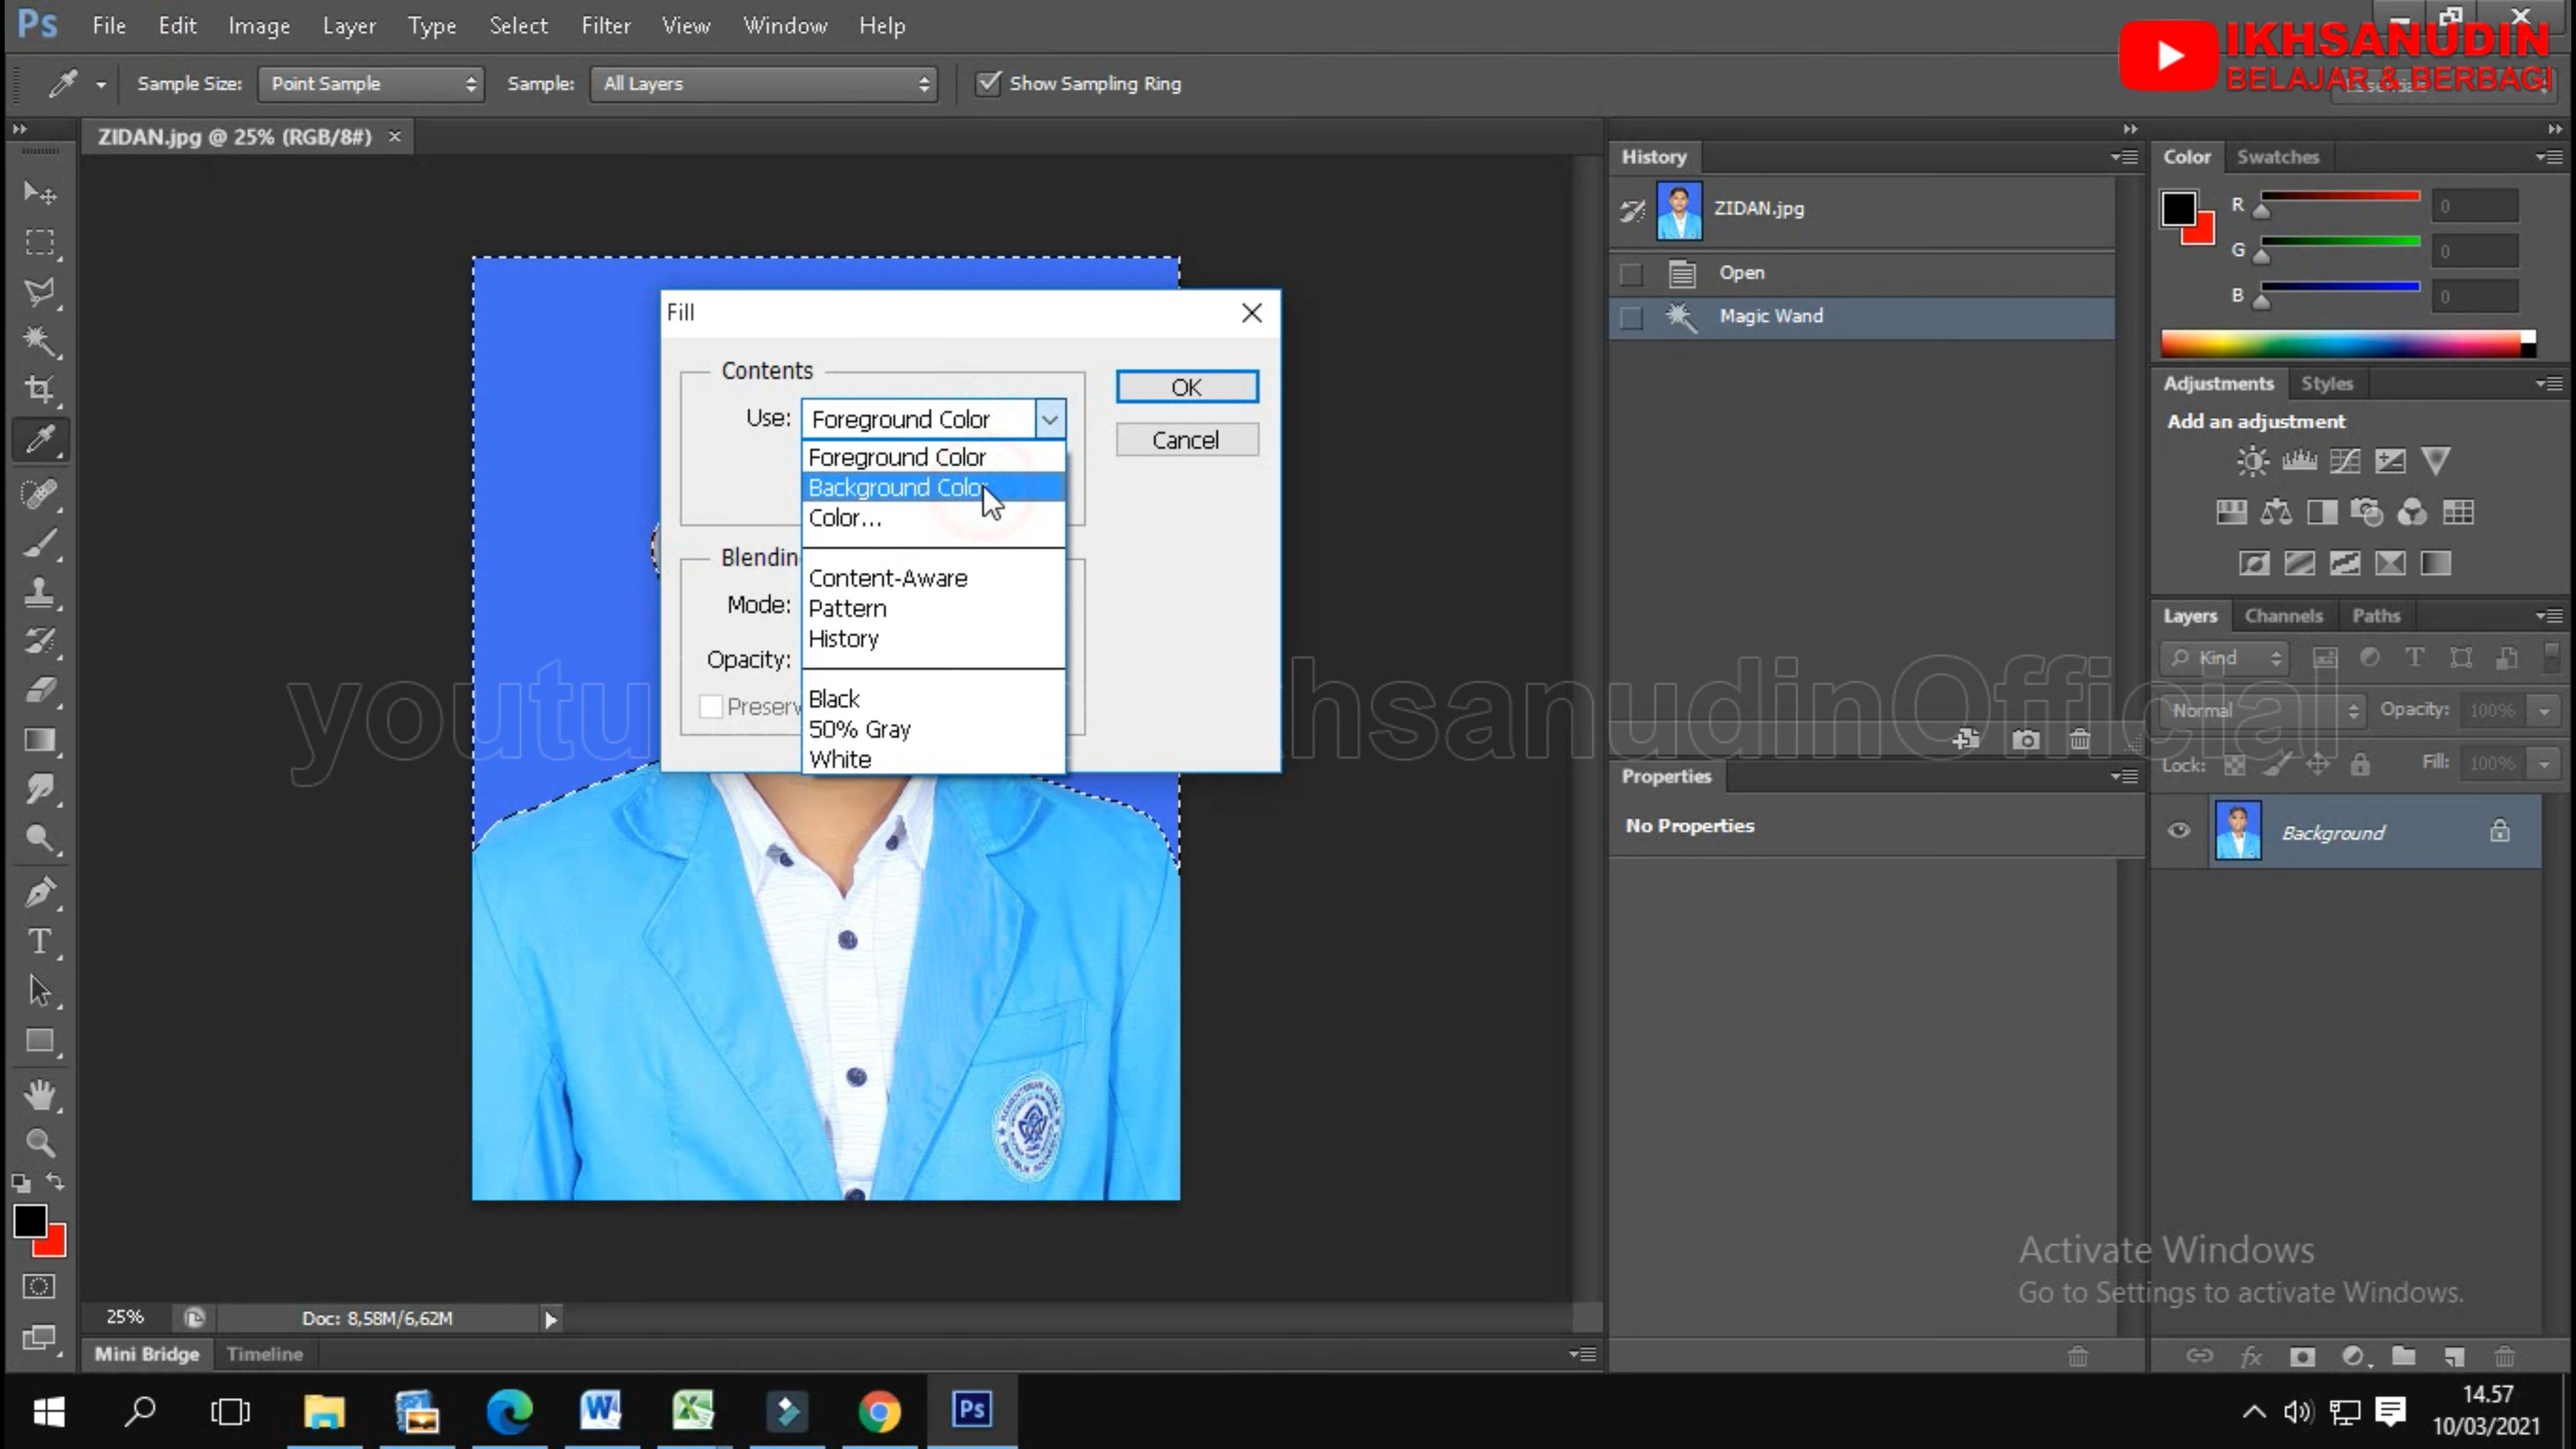 Ps File Edit Image Layer Type Select Filter View Window Help
IKHSANUDIN
BELAJAR & BERBAGI
Sample Size: Point Sample Sample: All Layers Show Sampling Ring
ZIDAN.jpg @ 25% (RGB/8#) ×
History
ZIDAN.jpg
Open
Magic Wand
Color Swatches
R 0
G 0
B 0
Adjustments Styles
Add an adjustment
Fill
Contents
Use: Foreground Color
Foreground Color
Background Color
Color...
Content-Aware
Pattern
History
Black
50% Gray
White
OK
Cancel
Mode:
Opacity:
Layers Channels Paths
Kind
Normal Opacity: 100%
Lock: Fill: 100%
Background
Properties
No Properties
KEMENTERIAN AGAMA
REPUBLIK INDONESIA
Activate Windows
Go to Settings to activate Windows.
25% Doc: 8,58M/6,62M
Mini Bridge Timeline
14.57
10/03/2021